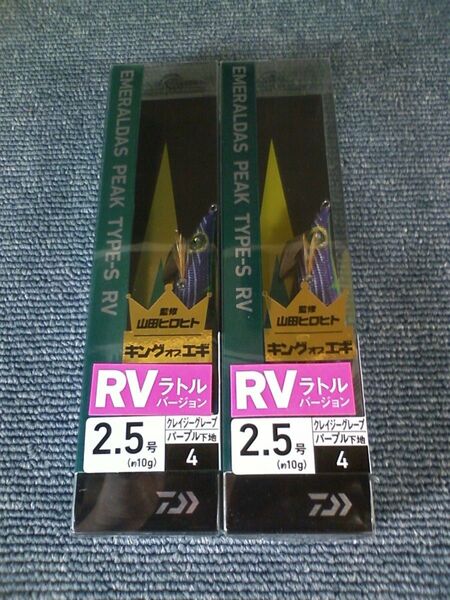 EMERALDAS PEAK TYPE-S RV
監修
山田ヒロヒト
キングオブエギ
RVラトル
バージョン
2.5号
(約10g)
クレイジーグレープ
パープル下地
4
EMERALDAS PEAK TYPE-S RV
監修
山田ヒロヒト
キングオブエギ
RVラトル
バージョン
2.5号
(約10g)
クレイジーグレープ
パープル下地
4